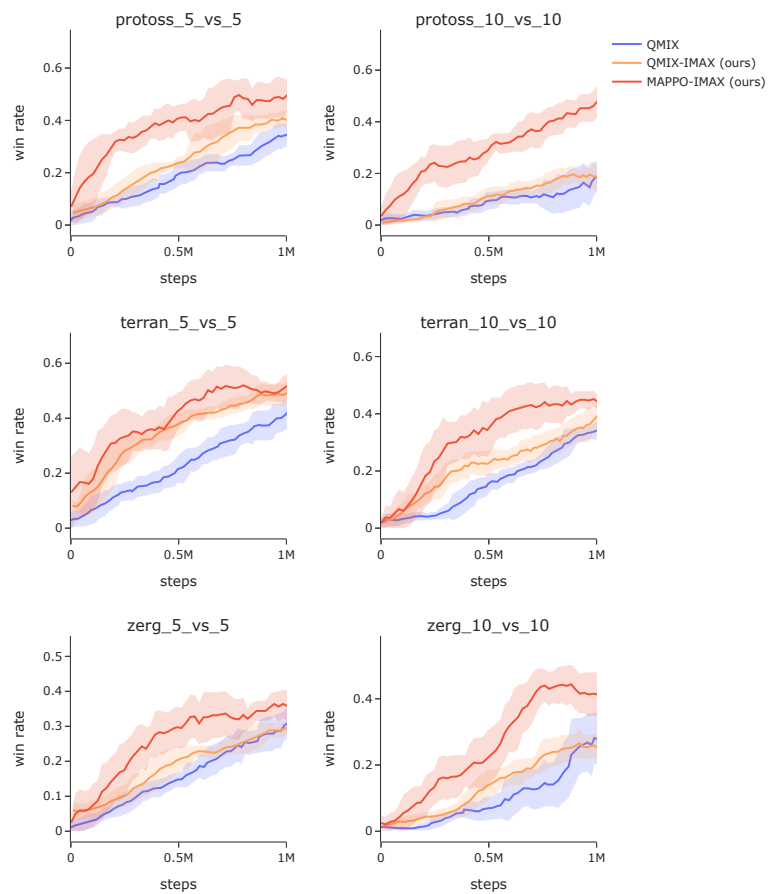 protoss_5_vs_5
protoss_10_vs_10
QMIX
QMIX-IMAX (ours)
MAPPO-IMAX (ours)
win rate
0.6
0.4
0.2
0
0
0.5M
1M
steps
win rate
0.6
0.4
0.2
0
0
0.5M
1M
steps
terran_5_vs_5
terran_10_vs_10
win rate
0.6
0.4
0.2
0
0
0.5M
1M
steps
win rate
0.6
0.4
0.2
0
0
0.5M
1M
steps
zerg_5_vs_5
zerg_10_vs_10
win rate
0.5
0.4
0.3
0.2
0.1
0
0
0.5M
1M
steps
win rate
0.4
0.2
0
0
0.5M
1M
steps